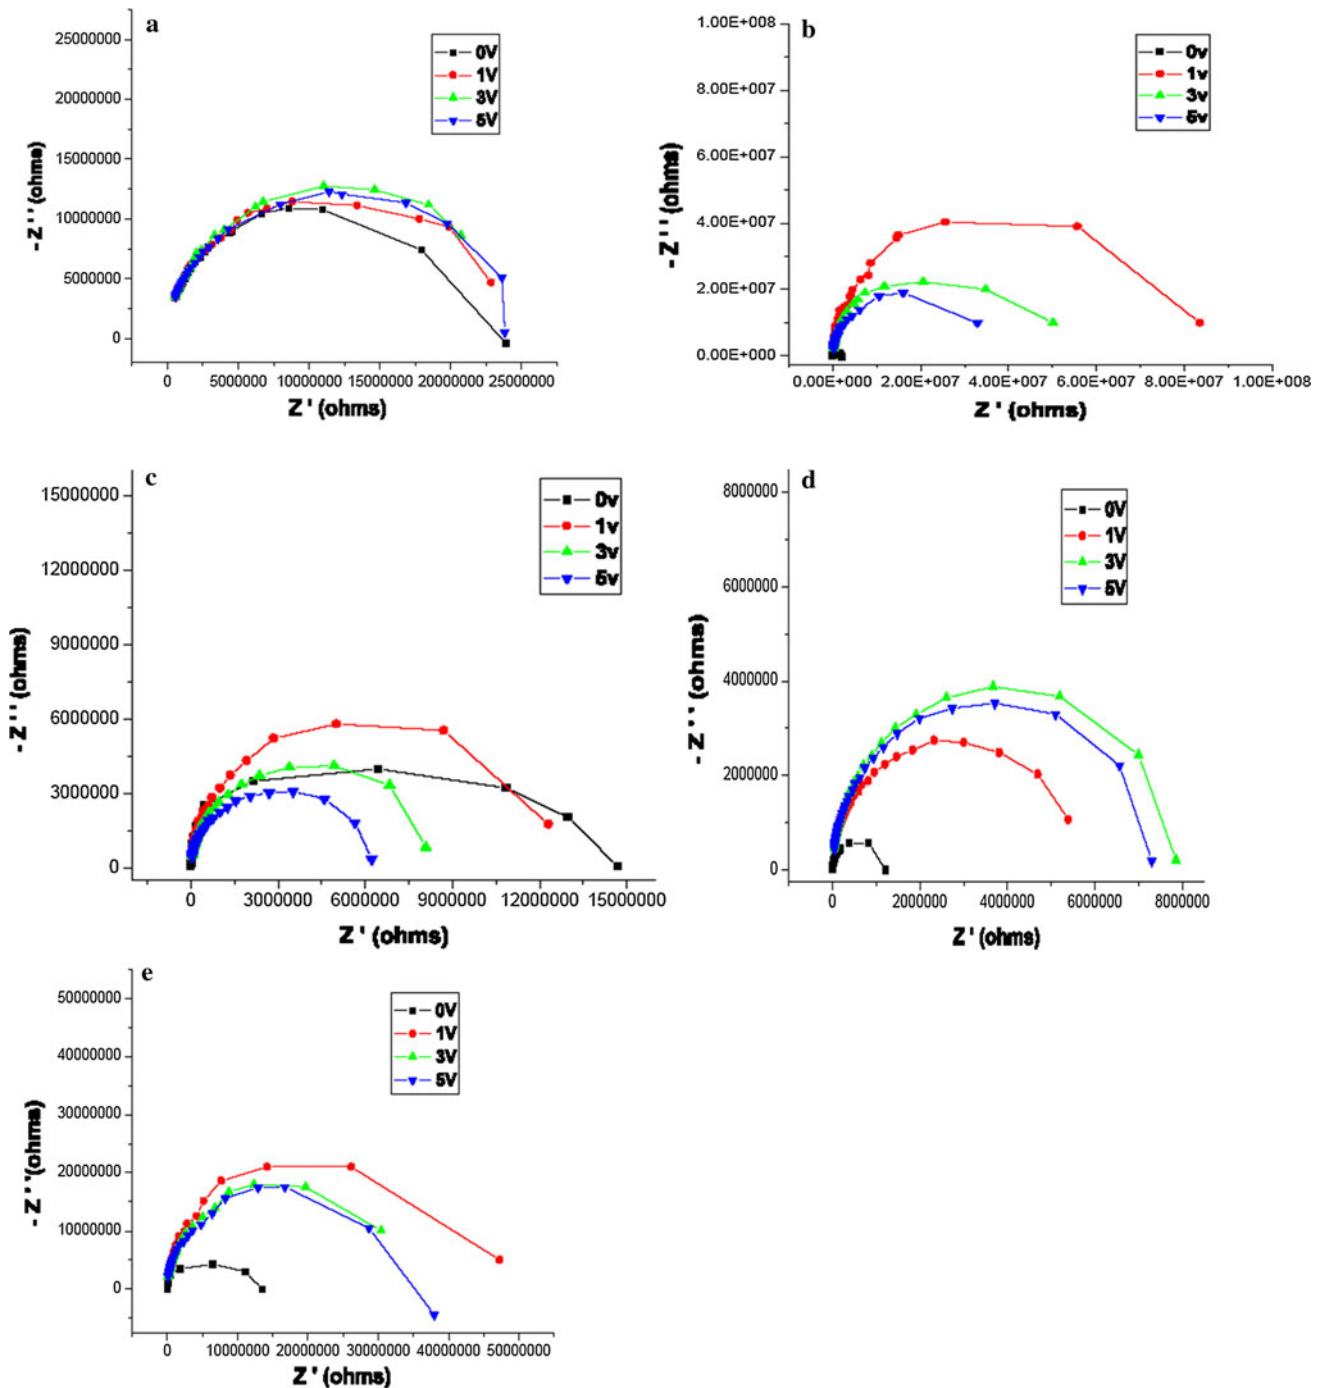 a
25000000
20000000
15000000
10000000
5000000
0
- Z '' (ohms)
0V
1V
3V
5V
0 5000000 10000000 15000000 20000000 25000000
Z ' (ohms)
b
1.00E+008
8.00E+007
6.00E+007
4.00E+007
2.00E+007
0.00E+000
- Z '' (ohms)
0v
1v
3v
5v
0.00E+000 2.00E+007 4.00E+007 6.00E+007 8.00E+007 1.00E+008
Z ' (ohms)
c
15000000
12000000
9000000
6000000
3000000
0
- Z '' (ohms)
0v
1v
3v
5v
0 3000000 6000000 9000000 12000000 15000000
Z ' (ohms)
d
8000000
6000000
4000000
2000000
0
- Z '' (ohms)
0V
1V
3V
5V
0 2000000 4000000 6000000 8000000
Z ' (ohms)
e
50000000
40000000
30000000
20000000
10000000
0
- Z ''(ohms)
0V
1V
3V
5V
0 10000000 20000000 30000000 40000000 50000000
Z ' (ohms)